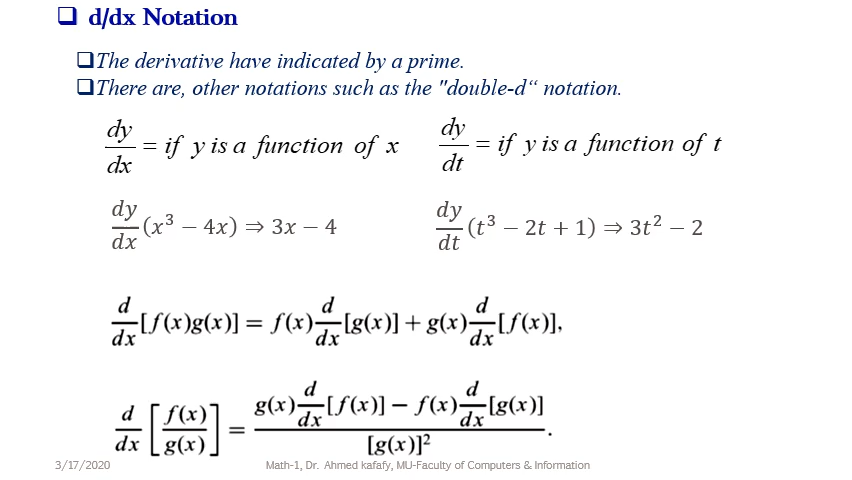 ❑ d/dx Notation
❑The derivative have indicated by a prime.
❑There are, other notations such as the "double-d“ notation.
dy/dx = if y is a function of x    dy/dt = if y is a function of t
dy/dx (x³ − 4x) ⇒ 3x − 4    dy/dt (t³ − 2t + 1) ⇒ 3t² − 2
d/dx [f(x)g(x)] = f(x) d/dx [g(x)] + g(x) d/dx [f(x)],
d/dx [f(x)/g(x)] = (g(x) d/dx [f(x)] − f(x) d/dx [g(x)]) / [g(x)]².
3/17/2020    Math-1, Dr. Ahmed kafafy, MU-Faculty of Computers & Information